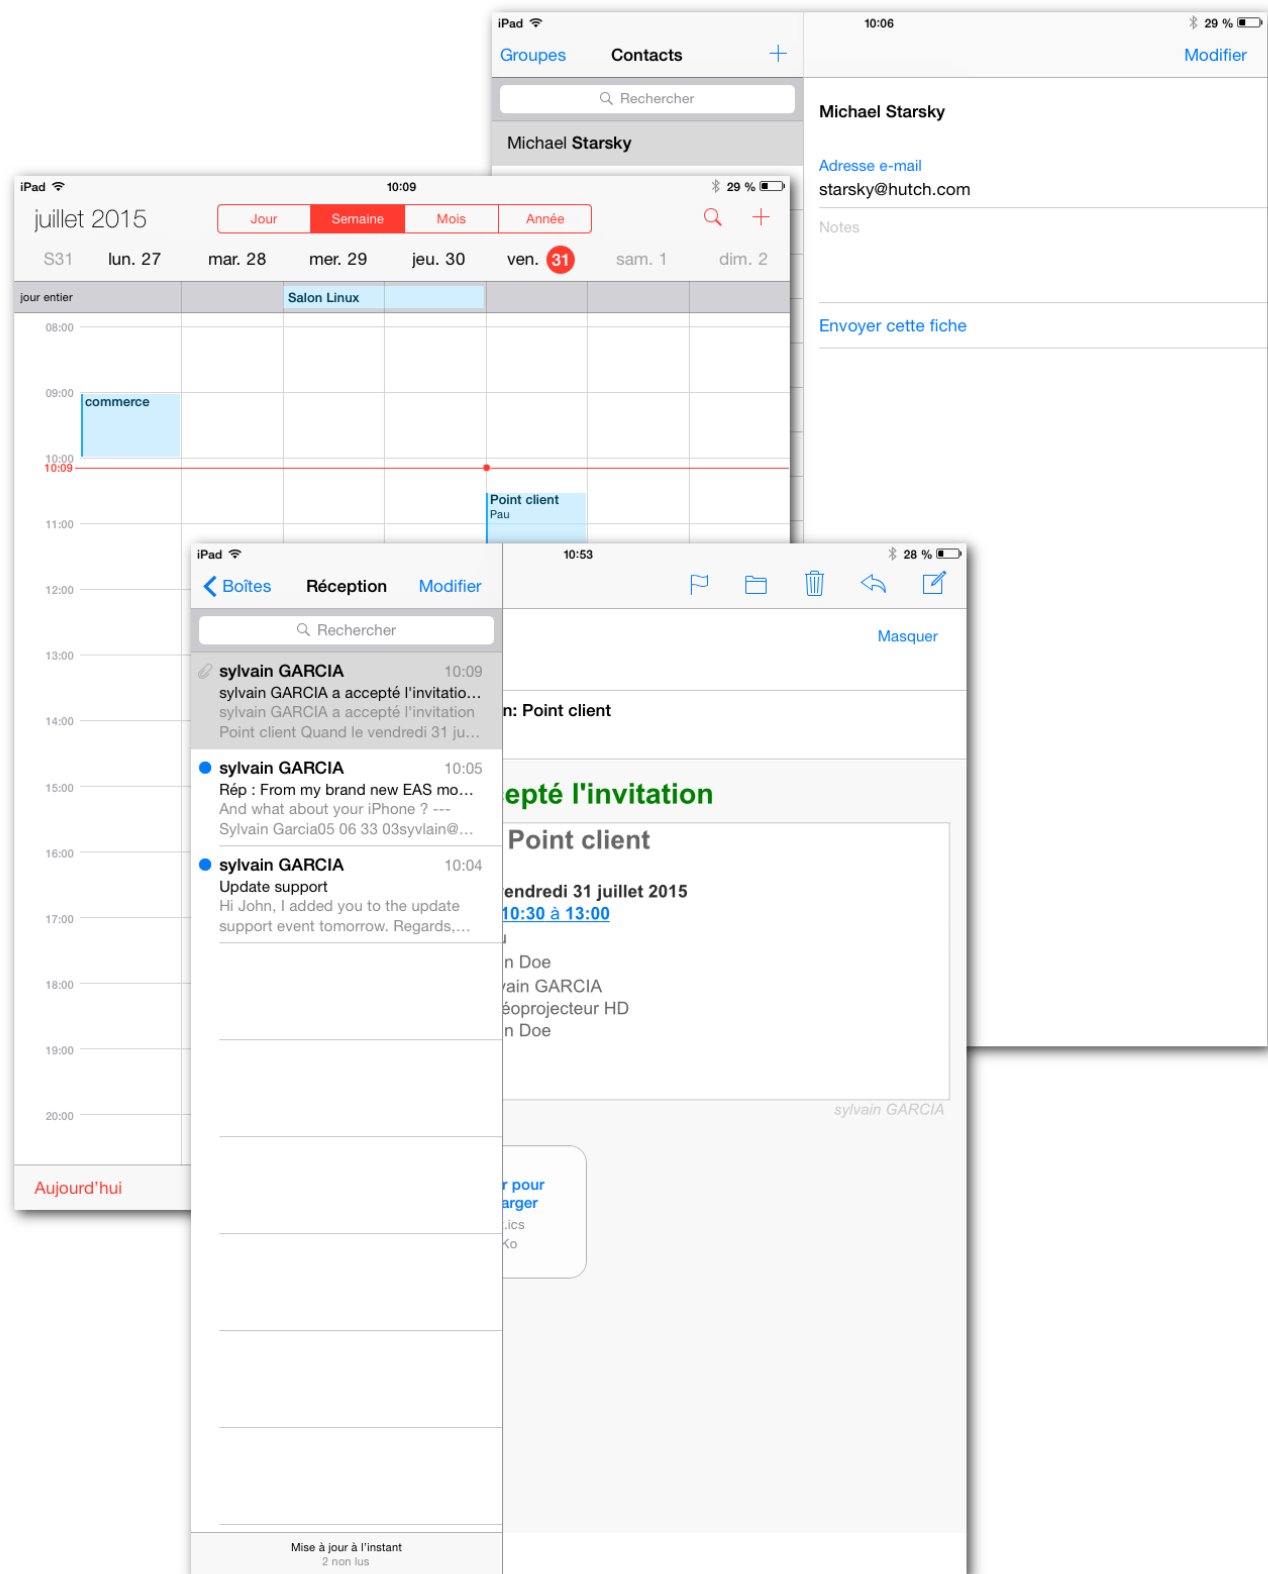 iPad
10:06
29 %
Groupes
Contacts
Modifier
Rechercher
Michael Starsky
Michael Starsky
Adresse e-mail
starsky@hutch.com
Notes
Envoyer cette fiche
iPad
10:09
29 %
juillet 2015
Jour
Semaine
Mois
Année
S31
lun. 27
mar. 28
mer. 29
jeu. 30
ven. 31
sam. 1
dim. 2
jour entier
Salon Linux
08:00
09:00
commerce
10:00
10:09
Point client
Pau
11:00
12:00
13:00
14:00
15:00
16:00
17:00
18:00
19:00
20:00
Aujourd'hui
iPad
10:53
28 %
Boîtes
Réception
Modifier
Rechercher
sylvain GARCIA
10:09
sylvain GARCIA a accepté l'invitatio...
sylvain GARCIA a accepté l'invitation
Point client Quand le vendredi 31 ju...
sylvain GARCIA
10:05
Rép : From my brand new EAS mo...
And what about your iPhone ? ---
Sylvain Garcia05 06 33 03syvlain@...
sylvain GARCIA
10:04
Update support
Hi John, I added you to the update
support event tomorrow. Regards,...
Mise à jour à l'instant
2 non lus
Masquer
n: Point client
epté l'invitation
Point client
endredi 31 juillet 2015
10:30 à 13:00
n Doe
vain GARCIA
éoprojecteur HD
n Doe
sylvain GARCIA
r pour
arger
.ics
Ko